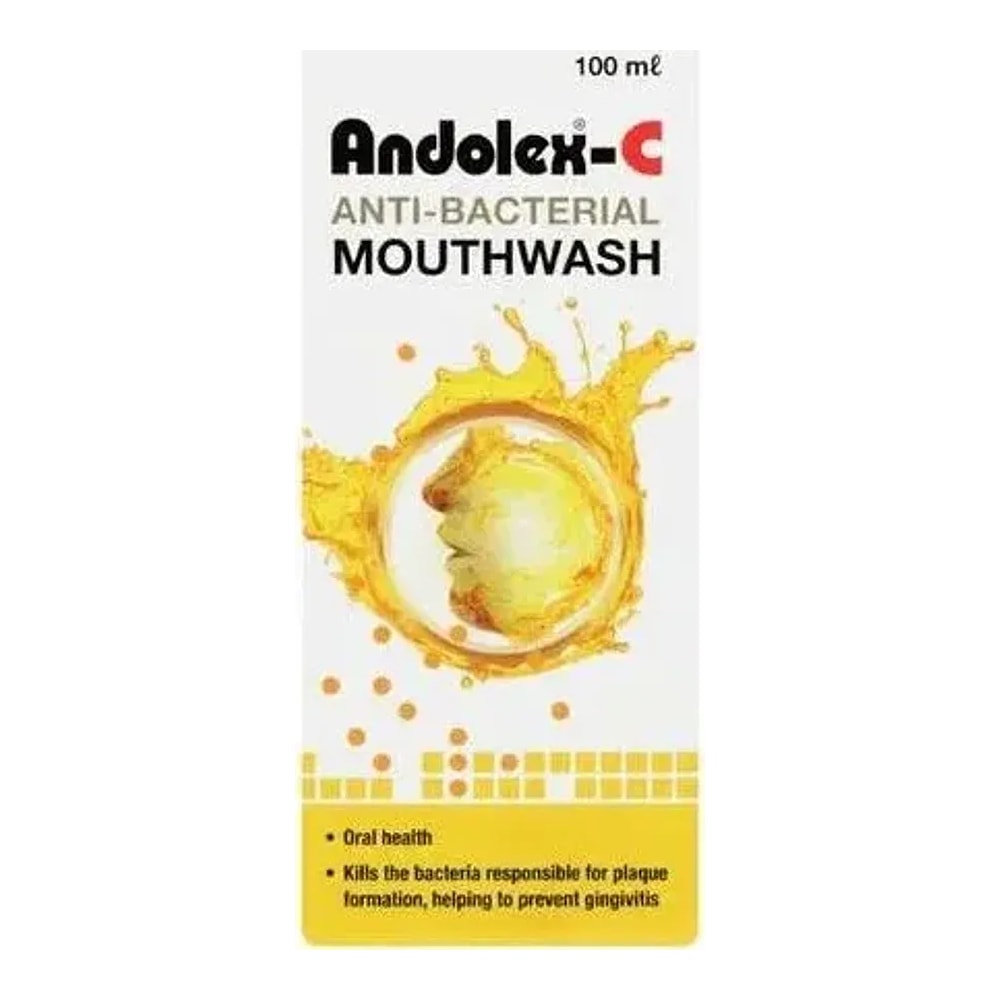 100 mℓ
Andolex®-C
ANTI-BACTERIAL
MOUTHWASH
• Oral health
• Kills the bacteria responsible for plaque
formation, helping to prevent gingivitis